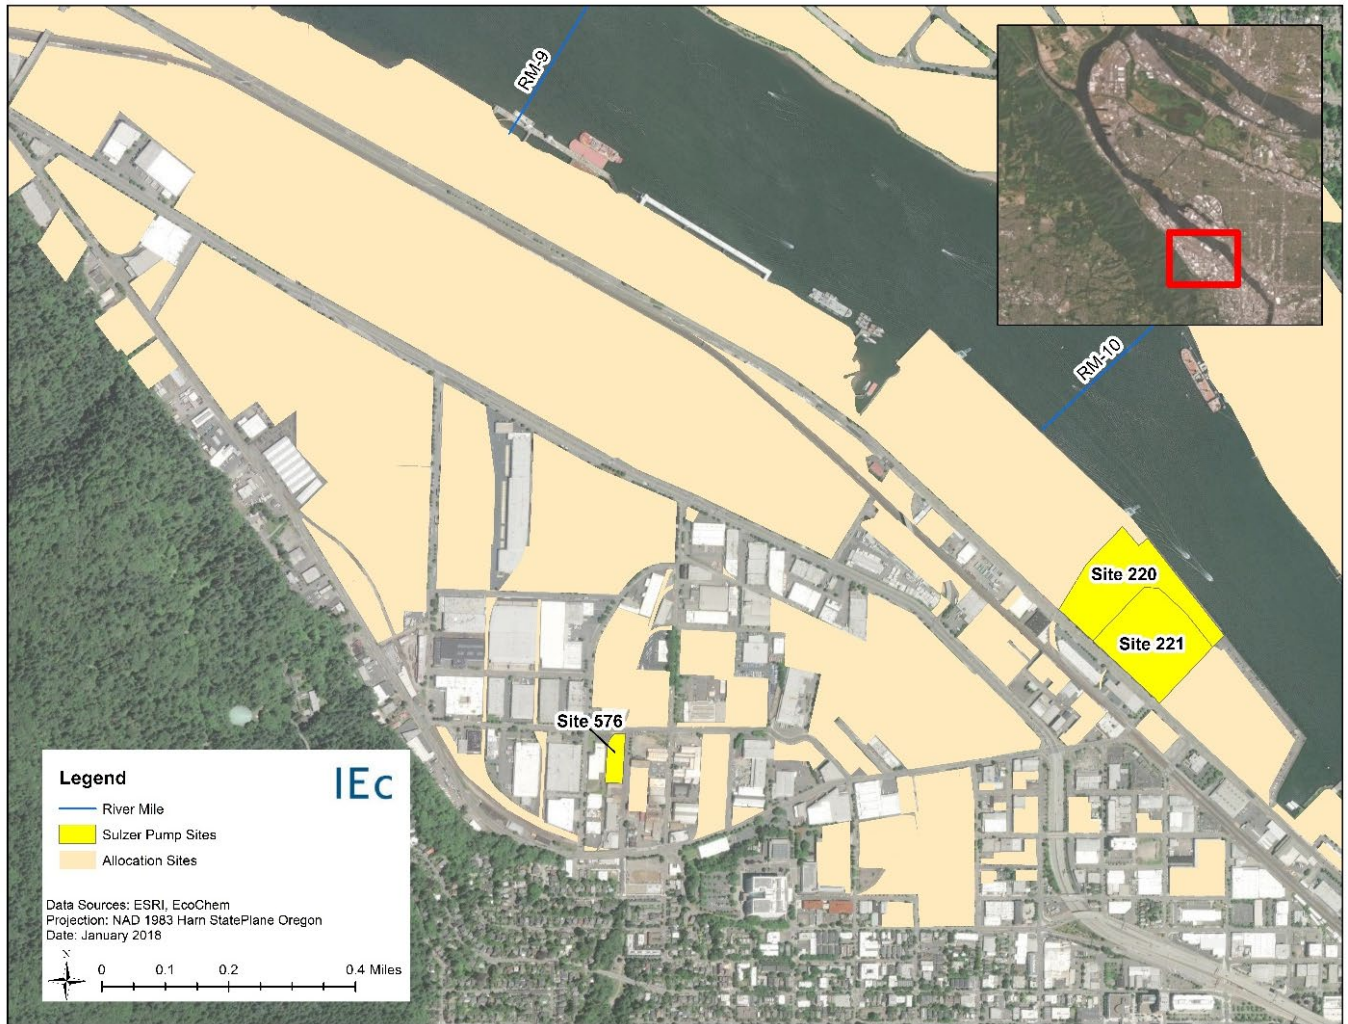 RM-9
RM-10
Site 220
Site 221
Site 576
Legend
IEc
River Mile
Sulzer Pump Sites
Allocation Sites
Data Sources: ESRI, EcoChem
Projection: NAD 1983 Harn StatePlane Oregon
Date: January 2018
N
0 0.1 0.2 0.4 Miles